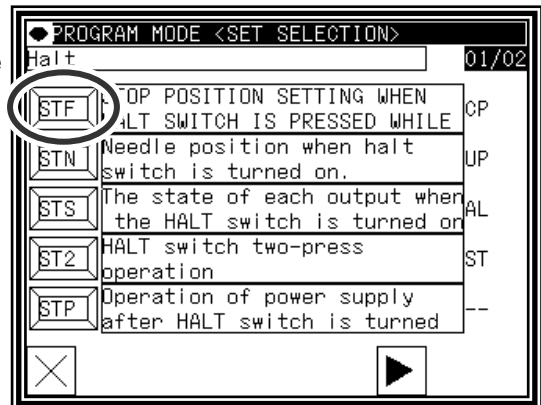 PROGRAM MODE <SET SELECTION>
Halt 01/02
STF STOP POSITION SETTING WHEN CP
HALT SWITCH IS PRESSED WHILE
STN Needle position when halt UP
switch is turned on.
STS The state of each output when AL
the HALT switch is turned on
ST2 HALT switch two-press ST
operation
STP Operation of power supply --
after HALT switch is turned